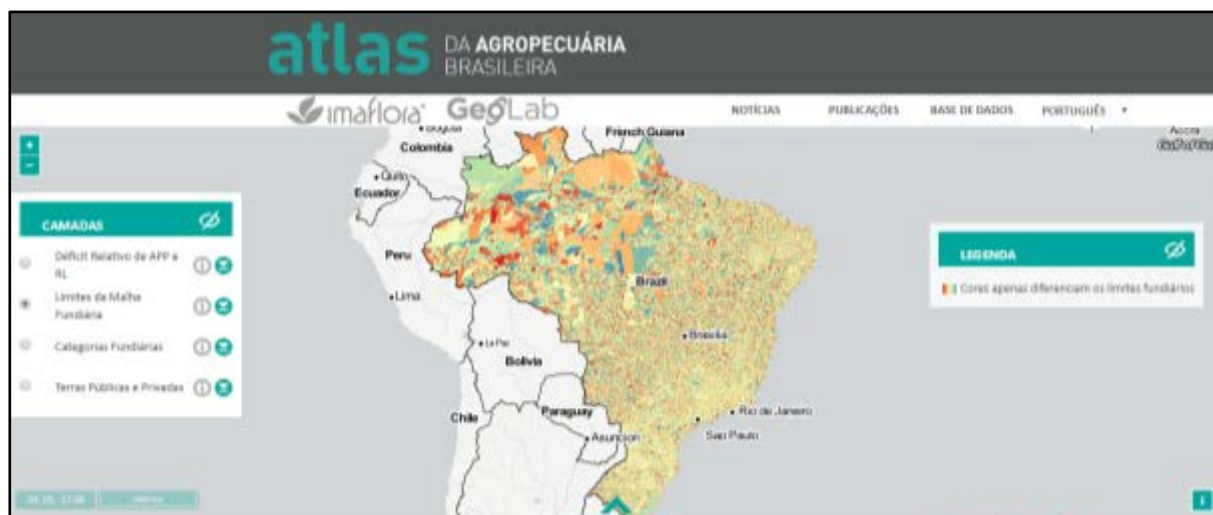 atlas
DA AGROPECUÁRIA
BRASILEIRA
imaflora GeoLab
NOTÍCIAS PUBLICAÇÕES BASE DE DADOS PORTUGUÊS
French Guiana
Accra
Colombia
Quito
Ecuador
Peru
Lima
Brazil
Brasília
La Paz
Bolivia
Paraguay
Chile
Asuncion
Rio de Janeiro
Sao Paulo
+
-
CAMADAS
Déficit Relativo de APP e
RL
Limites da Malha
Fundiária
Categorias Fundiárias
Terras Públicas e Privadas
LEGENDA
Cores apenas diferenciam os limites fundiários